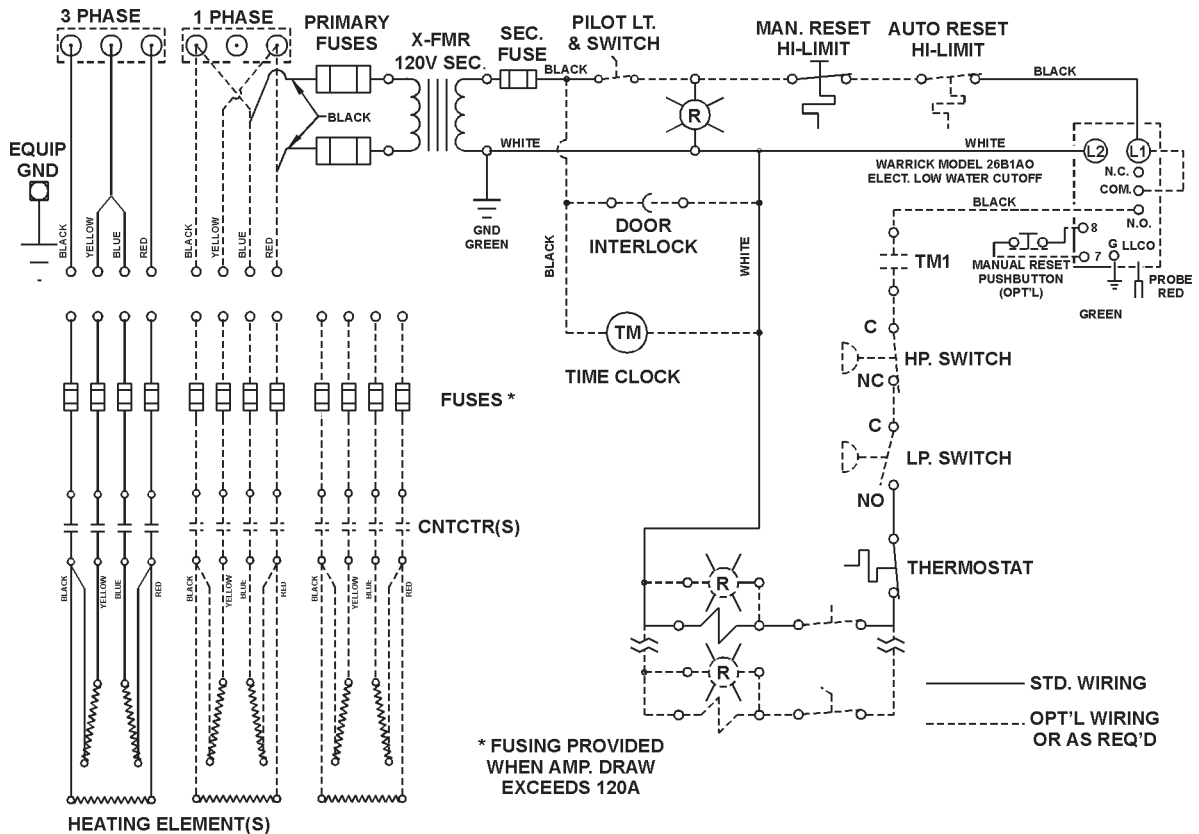 3 PHASE
1 PHASE
PRIMARY
FUSES
X-FMR
120V SEC.
SEC.
FUSE
PILOT LT.
& SWITCH
MAN. RESET
HI-LIMIT
AUTO RESET
HI-LIMIT
BLACK
BLACK
BLACK
R
WHITE
WHITE
L2
L1
WARRICK MODEL 26B1AO
ELECT. LOW WATER CUTOFF
N.C.
COM.
N.O.
BLACK
EQUIP
GND
BLACK
YELLOW
BLUE
RED
BLACK
YELLOW
BLUE
RED
GND
GREEN
BLACK
DOOR
INTERLOCK
WHITE
TM1
8
7
G
LLCO
MANUAL RESET
PUSHBUTTON
(OPT'L)
PROBE
RED
GREEN
TM
TIME CLOCK
C
HP. SWITCH
NC
FUSES *
C
LP. SWITCH
NO
CNTCTR(S)
THERMOSTAT
BLACK
YELLOW
BLUE
RED
BLACK
YELLOW
BLUE
RED
BLACK
YELLOW
BLUE
RED
R
R
STD. WIRING
OPT'L WIRING
OR AS REQ'D
* FUSING PROVIDED
WHEN AMP. DRAW
EXCEEDS 120A
HEATING ELEMENT(S)